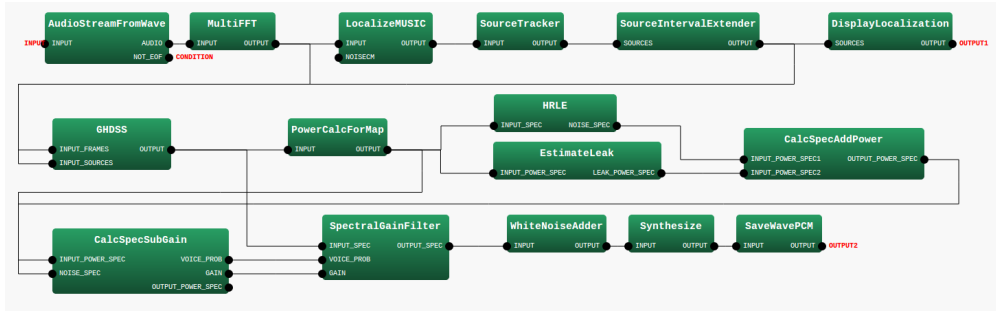 AudioStreamFromWave
INPUT INPUT AUDIO
NOT_EOF CONDITION
MultiFFT
INPUT OUTPUT
LocalizeMUSIC
INPUT OUTPUT
NOISECM
SourceTracker
INPUT OUTPUT
SourceIntervalExtender
SOURCES OUTPUT
DisplayLocalization
SOURCES OUTPUT OUTPUT1
GHDSS
INPUT_FRAMES OUTPUT
INPUT_SOURCES
PowerCalcForMap
INPUT OUTPUT
HRLE
INPUT_SPEC NOISE_SPEC
EstimateLeak
INPUT_POWER_SPEC LEAK_POWER_SPEC
CalcSpecAddPower
INPUT_POWER_SPEC1 OUTPUT_POWER_SPEC
INPUT_POWER_SPEC2
CalcSpecSubGain
INPUT_POWER_SPEC VOICE_PROB
NOISE_SPEC GAIN
OUTPUT_POWER_SPEC
SpectralGainFilter
INPUT_SPEC OUTPUT_SPEC
VOICE_PROB
GAIN
WhiteNoiseAdder
INPUT OUTPUT
Synthesize
INPUT OUTPUT
SaveWavePCM
INPUT OUTPUT OUTPUT2